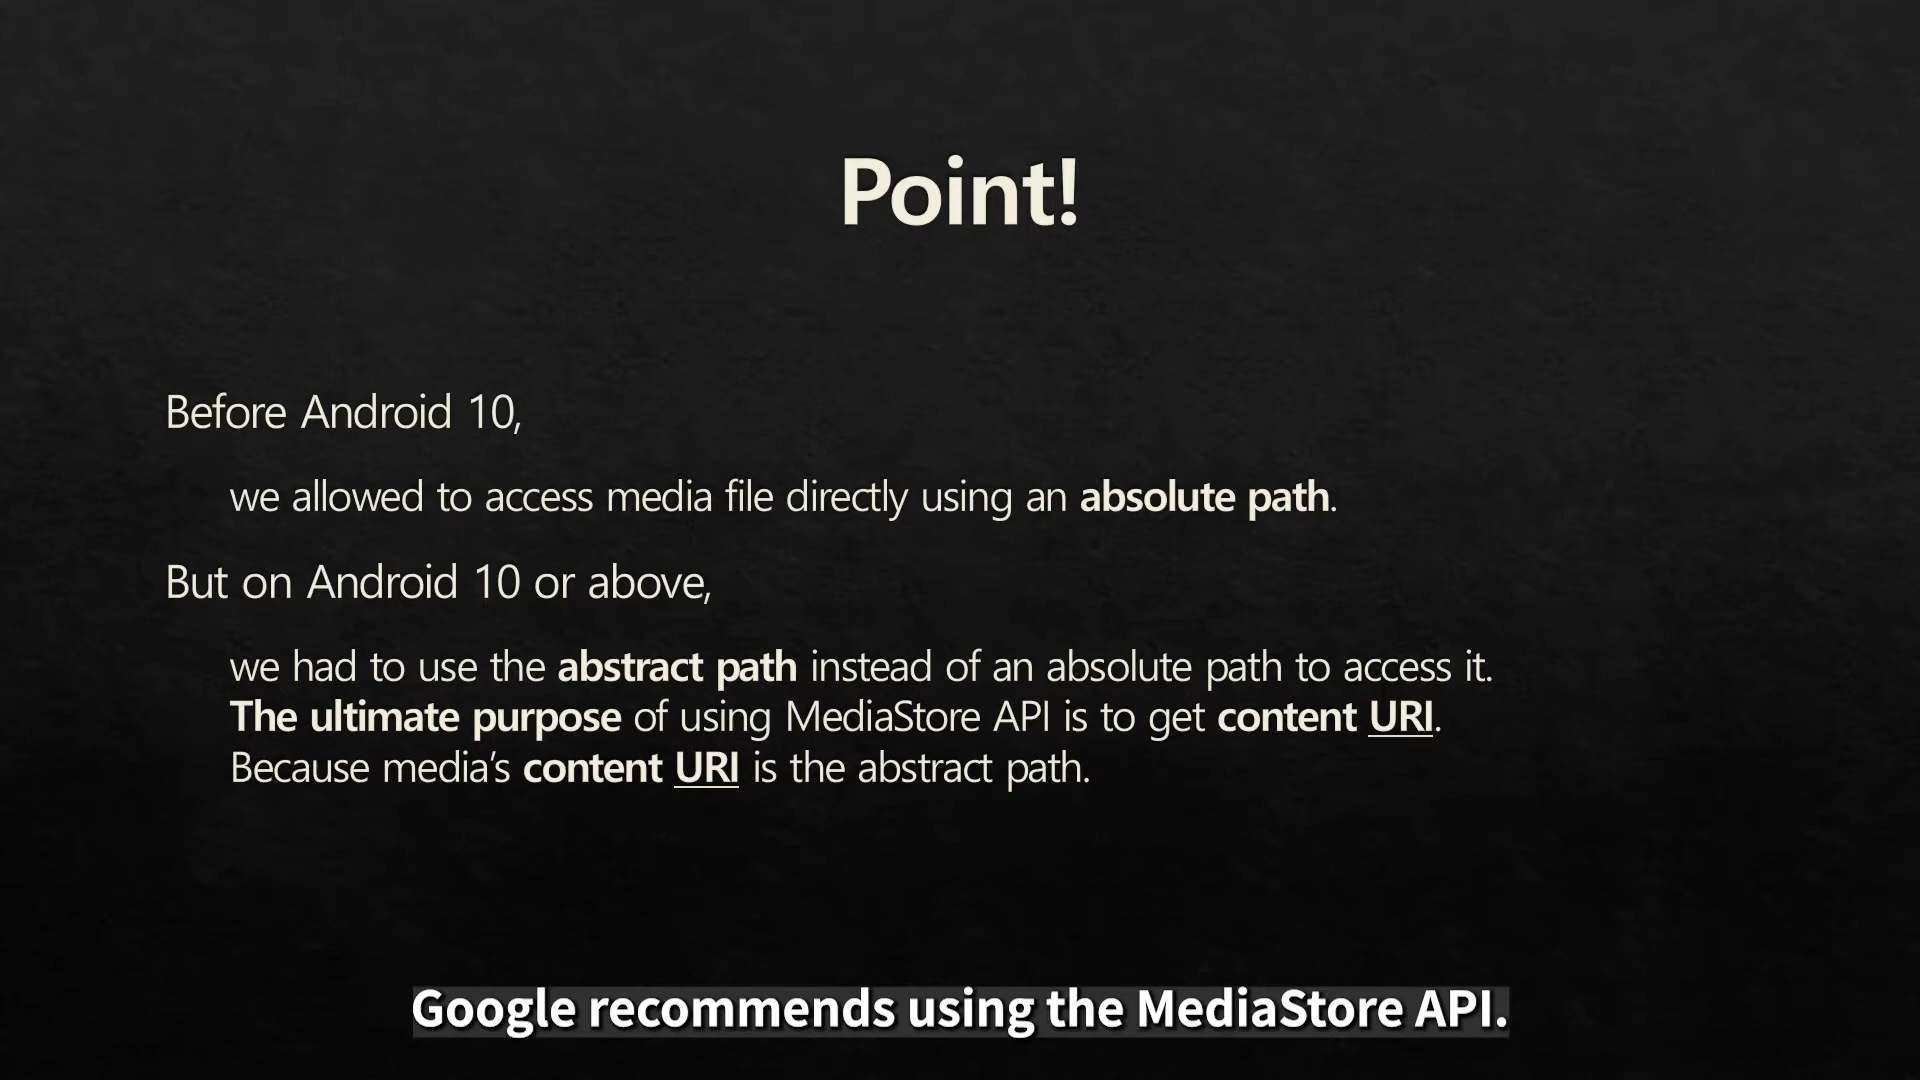 Point!
Before Android 10,
we allowed to access media file directly using an absolute path.
But on Android 10 or above,
we had to use the abstract path instead of an absolute path to access it.
The ultimate purpose of using MediaStore API is to get content URI.
Because media’s content URI is the abstract path.
Google recommends using the MediaStore API.